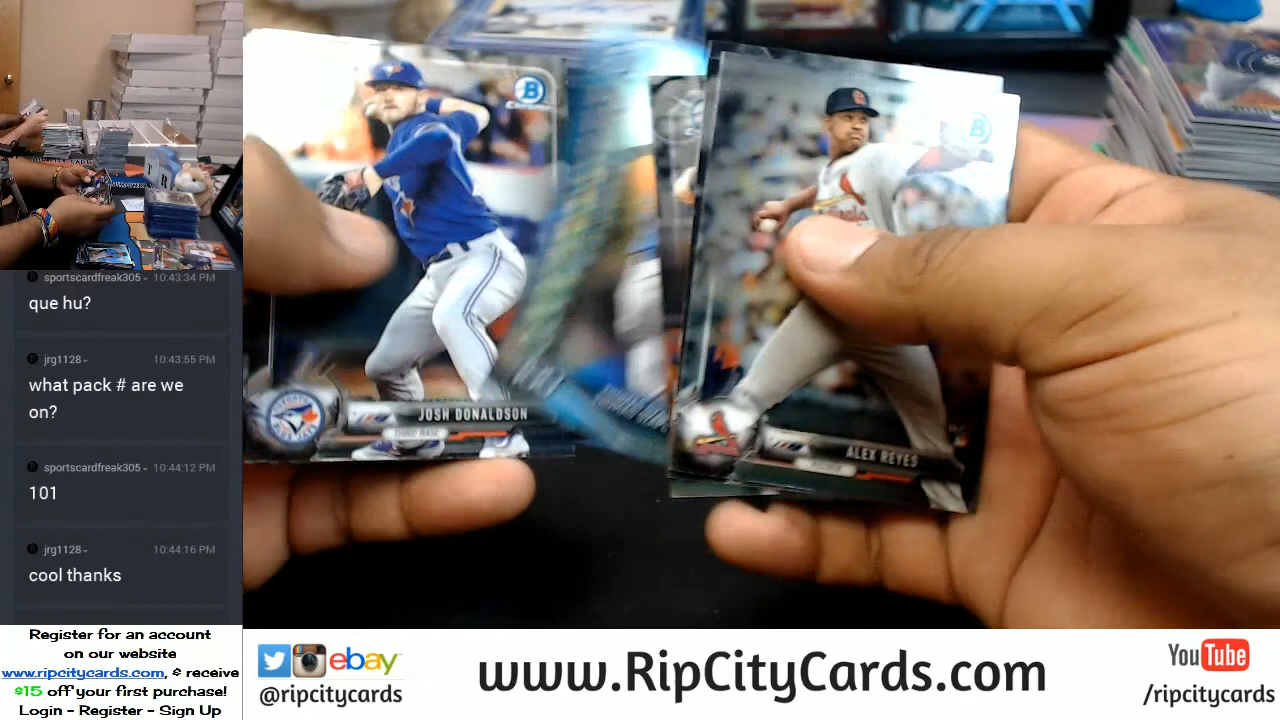 sportscardfreak305 - 10:43:34 PM
que hu?
jrg1128 - 10:43:55 PM
what pack # are we
on?
sportscardfreak305 - 10:44:12 PM
101
jrg1128 - 10:44:16 PM
cool thanks
Register for an account
on our website
www.ripcitycards.com, & receive
$15 off your first purchase!
Login - Register - Sign Up
B
JOSH DONALDSON
THIRD BASE
B
ALEX REYES
ebay
@ripcitycards
www.RipCityCards.com
YouTube
/ripcitycards